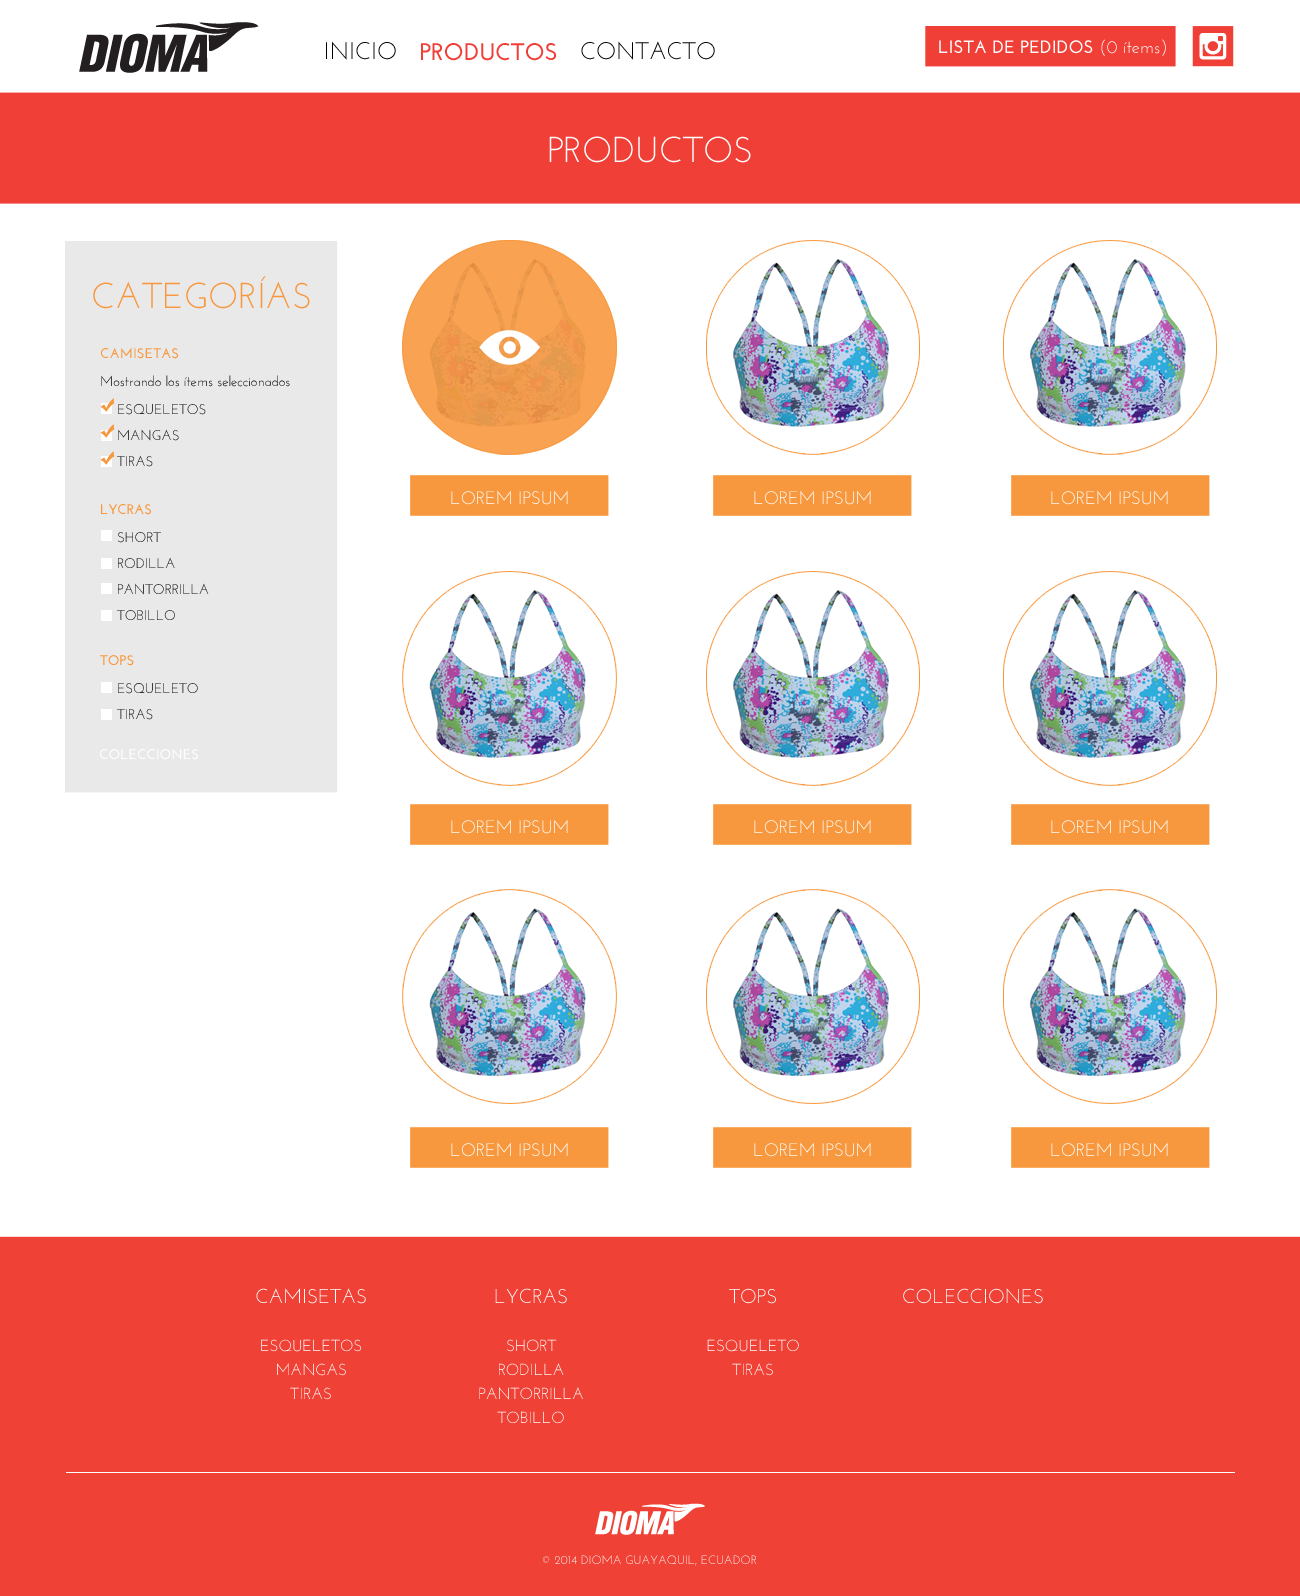 DIOMA
INICIO PRODUCTOS CONTACTO
LISTA DE PEDIDOS (0 ítems)
PRODUCTOS
CATEGORÍAS
CAMISETAS
Mostrando los ítems seleccionados
ESQUELETOS
MANGAS
TIRAS
LYCRAS
SHORT
RODILLA
PANTORRILLA
TOBILLO
TOPS
ESQUELETO
TIRAS
COLECCIONES
LOREM IPSUM LOREM IPSUM LOREM IPSUM
LOREM IPSUM LOREM IPSUM LOREM IPSUM
LOREM IPSUM LOREM IPSUM LOREM IPSUM
CAMISETAS
ESQUELETOS
MANGAS
TIRAS
LYCRAS
SHORT
RODILLA
PANTORRILLA
TOBILLO
TOPS
ESQUELETO
TIRAS
COLECCIONES
DIOMA
© 2014 DIOMA GUAYAQUIL, ECUADOR